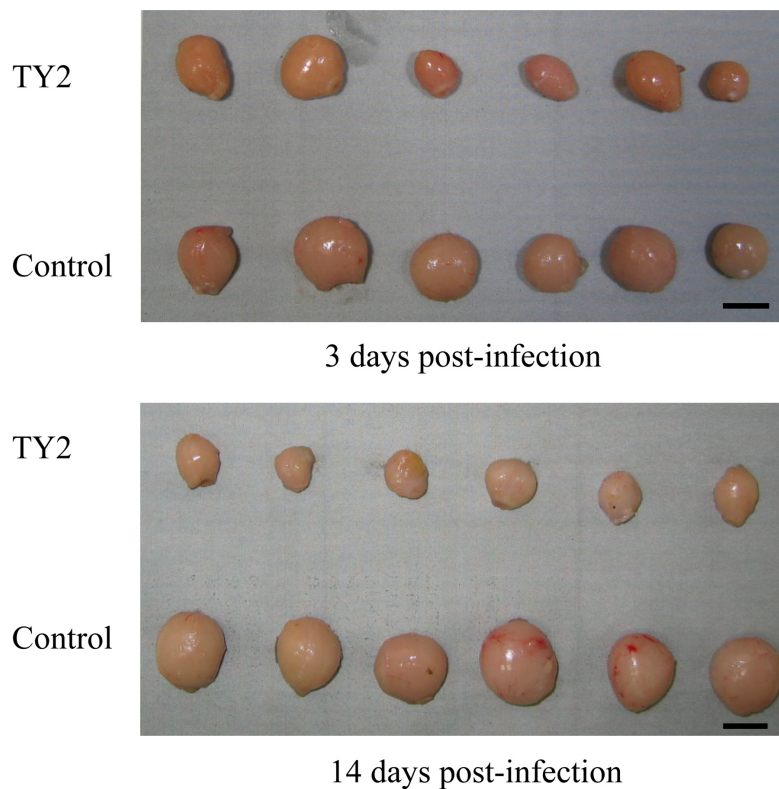 TY2
Control
3 days post-infection
TY2
Control
14 days post-infection